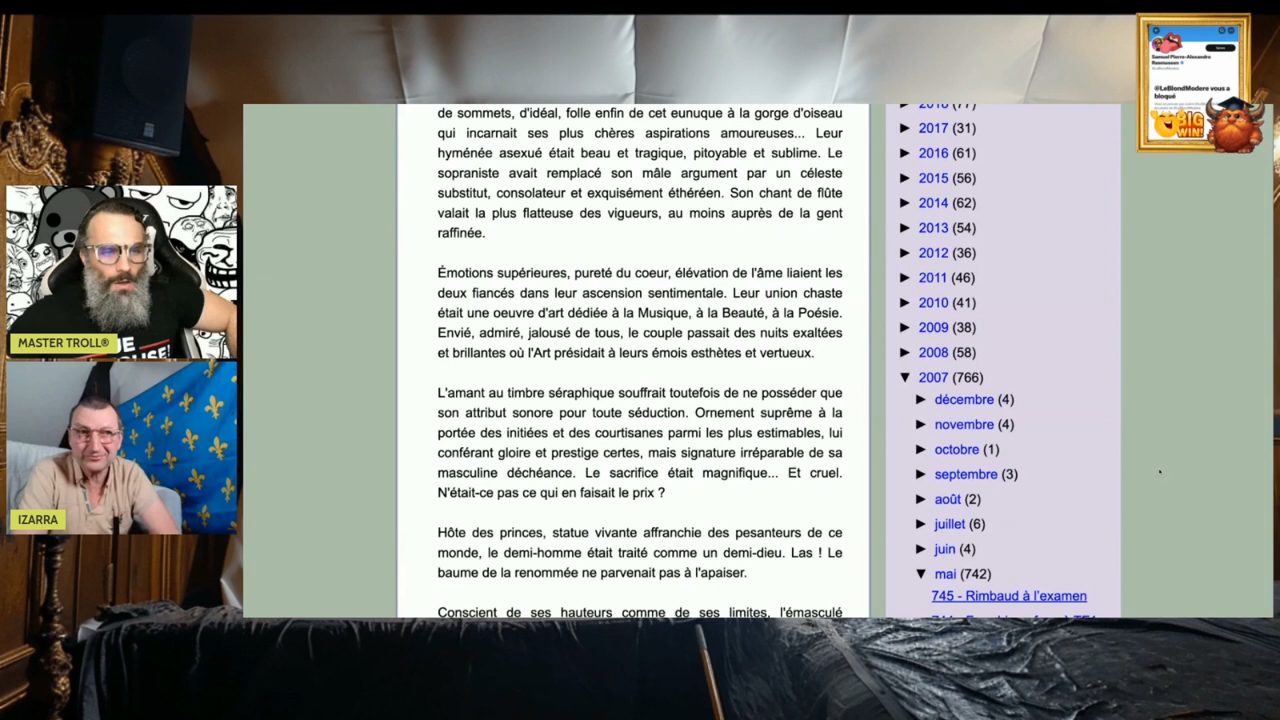 de sommets, d'idéal, folle enfin de cet eunuque à la gorge d'oiseau
qui incarnait ses plus chères aspirations amoureuses... Leur
hyménée asexué était beau et tragique, pitoyable et sublime. Le
sopraniste avait remplacé son mâle argument par un céleste
substitut, consolateur et exquisément éthéréen. Son chant de flûte
valait la plus flatteuse des vigueurs, au moins auprès de la gent
raffinée.
Émotions supérieures, pureté du coeur, élévation de l'âme liaient les
deux fiancés dans leur ascension sentimentale. Leur union chaste
était une oeuvre d'art dédiée à la Musique, à la Beauté, à la Poésie.
Envié, admiré, jalousé de tous, le couple passait des nuits exaltées
et brillantes où l'Art présidait à leurs émois esthètes et vertueux.
L'amant au timbre séraphique souffrait toutefois de ne posséder que
son attribut sonore pour toute séduction. Ornement suprême à la
portée des initiées et des courtisanes parmi les plus estimables, lui
conférant gloire et prestige certes, mais signature irréparable de sa
masculine déchéance. Le sacrifice était magnifique... Et cruel.
N'était-ce pas ce qui en faisait le prix ?
Hôte des princes, statue vivante affranchie des pesanteurs de ce
monde, le demi-homme était traité comme un demi-dieu. Las ! Le
baume de la renommée ne parvenait pas à l'apaiser.
Conscient de ses hauteurs comme de ses limites, l'émasculé
► 2017 (31)
► 2016 (61)
► 2015 (56)
► 2014 (62)
► 2013 (54)
► 2012 (36)
► 2011 (46)
► 2010 (41)
► 2009 (38)
► 2008 (58)
▼ 2007 (766)
► décembre (4)
► novembre (4)
► octobre (1)
► septembre (3)
► août (2)
► juillet (6)
► juin (4)
▼ mai (742)
745 - Rimbaud à l'examen
MASTER TROLL®
IZARRA
Samuel Pierre-Alexandre
Rasmussen
@LeBlondModere vous a
bloqué
BIG
WIN!